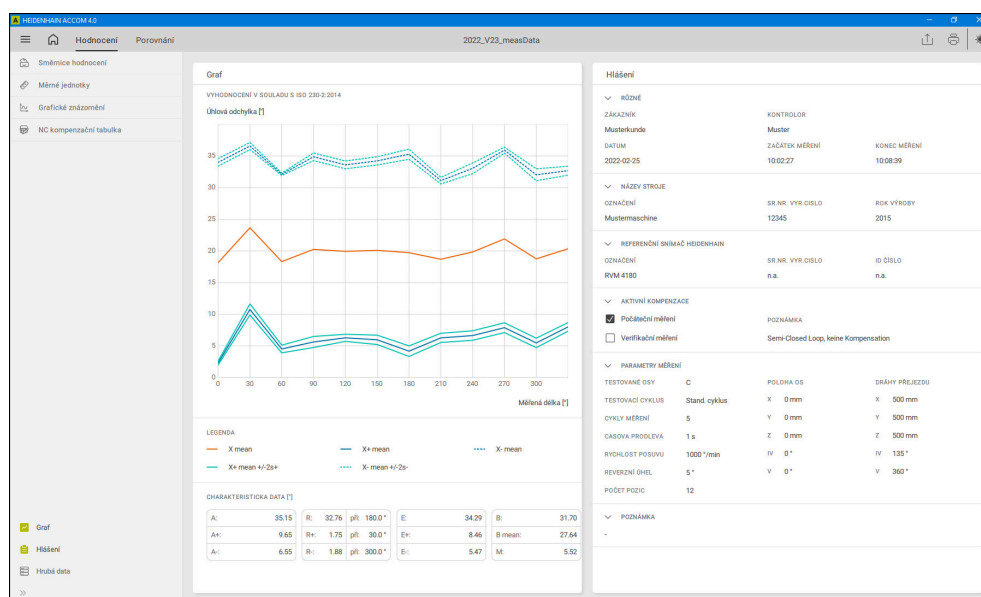 A HEIDENHAIN ACCOM 4.0
Hodnocení Porovnání 2022_V23_measData
Směrnice hodnocení
Měrné jednotky
Grafické znázornění
NC kompenzační tabulka
Graf
Hlášení
Hrubá data
Graf
VYHODNOCENÍ V SOULADU S ISO 230-2:2014
Úhlová odchylka ["]
35
30
25
20
15
10
5
0
0 30 60 90 120 150 180 210 240 270 300
Měřená délka [°]
LEGENDA
X mean X+ mean X- mean
X+ mean +/-2s+ X- mean +/-2s-
CHARAKTERISTICKA DATA ["]
A: 35.15 R: 32.76 při: 180.0 ° E: 34.29 B: 31.70
A+: 9.65 R+: 1.75 při: 30.0 ° E+: 8.46 B mean: 27.64
A-: 6.55 R-: 1.88 při: 300.0 ° E-: 5.47 M: 5.52
Hlášení
RŮZNÉ
ZÁKAZNÍK KONTROLOR
Musterkunde Muster
DATUM ZAČÁTEK MĚŘENÍ KONEC MĚŘENÍ
2022-02-25 10:02:27 10:08:39
NÁZEV STROJE
OZNAČENÍ SR.NR. VYR.CISLO ROK VÝROBY
Mustermaschine 12345 2015
REFERENČNÍ SNÍMAČ HEIDENHAIN
OZNAČENÍ SR.NR. VYR.CISLO ID ČÍSLO
RVM 4180 n.a. n.a.
AKTIVNÍ KOMPENZACE
Počáteční měření POZNÁMKA
Verifikační měření Semi-Closed Loop, keine Kompensation
PARAMETRY MĚŘENÍ
TESTOVANÉ OSY C POLOHA OS DRÁHY PŘEJEZDU
TESTOVACÍ CYKLUS Stand. cyklus X 0 mm X 500 mm
CYKLY MĚŘENÍ 5 Y 0 mm Y 500 mm
CASOVA PRODLEVA 1 s Z 0 mm Z 500 mm
RYCHLOST POSUVU 1000 °/min IV 0 ° IV 135 °
REVERZNÍ ÚHEL 5 ° V 0 ° V 360 °
POČET POZIC 12
POZNÁMKA
-